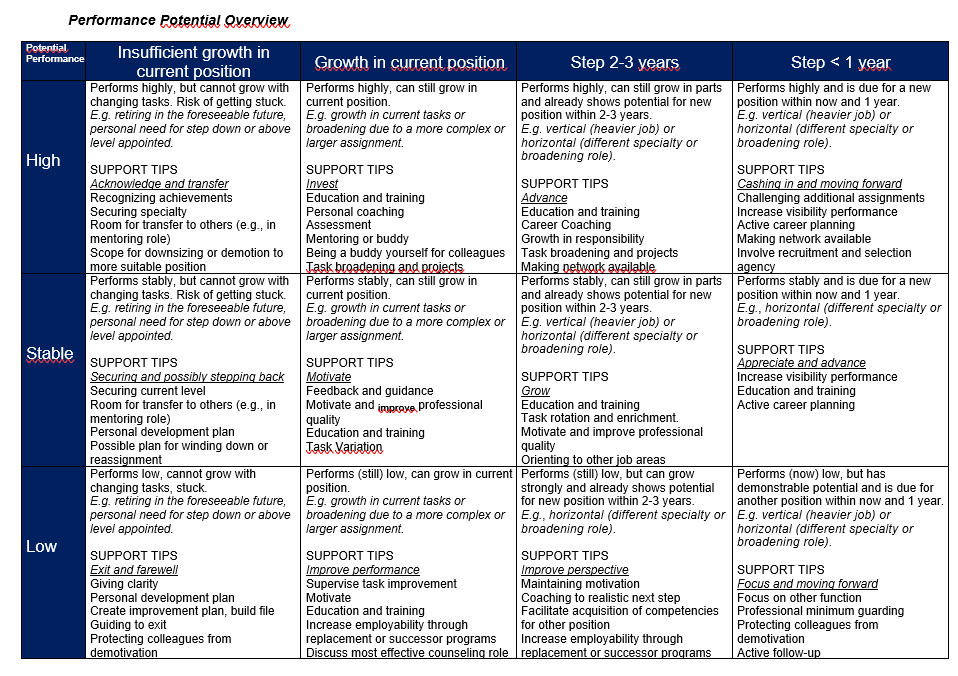 Performance Potential Overview
Potential
Performance
Insufficient growth in
current position
Growth in current position
Step 2-3 years
Step < 1 year
High
Performs highly, but cannot grow with
changing tasks. Risk of getting stuck.
E.g. retiring in the foreseeable future,
personal need for step down or above
level appointed.
SUPPORT TIPS
Acknowledge and transfer
Recognizing achievements
Securing specialty
Room for transfer to others (e.g., in
mentoring role)
Scope for downsizing or demotion to
more suitable position
Performs highly, can still grow in
current position.
E.g. growth in current tasks or
broadening due to a more complex or
larger assignment.
SUPPORT TIPS
Invest
Education and training
Personal coaching
Assessment
Mentoring or buddy
Being a buddy yourself for colleagues
Task broadening and projects
Performs highly, can still grow in parts
and already shows potential for new
position within 2-3 years.
E.g. vertical (heavier job) or
horizontal (different specialty or
broadening role).
SUPPORT TIPS
Advance
Education and training
Career Coaching
Growth in responsibility
Task broadening and projects
Making network available
Performs highly and is due for a new
position within now and 1 year.
E.g. vertical (heavier job) or
horizontal (different specialty or
broadening role).
SUPPORT TIPS
Cashing in and moving forward
Challenging additional assignments
Increase visibility performance
Active career planning
Making network available
Involve recruitment and selection
agency
Stable
Performs stably, but cannot grow with
changing tasks. Risk of getting stuck.
E.g. retiring in the foreseeable future,
personal need for step down or above
level appointed.
SUPPORT TIPS
Securing and possibly stepping back
Securing current level
Room for transfer to others (e.g., in
mentoring role)
Personal development plan
Possible plan for winding down or
reassignment
Performs stably, can still grow in
current position.
E.g. growth in current tasks or
broadening due to a more complex or
larger assignment.
SUPPORT TIPS
Motivate
Feedback and guidance
Motivate and improve professional
quality
Education and training
Task Variation
Performs stably, can still grow in parts
and already shows potential for new
position within 2-3 years.
E.g. vertical (heavier job) or
horizontal (different specialty or
broadening role).
SUPPORT TIPS
Grow
Education and training
Task rotation and enrichment.
Motivate and improve professional
quality
Orienting to other job areas
Performs stably and is due for a new
position within now and 1 year.
E.g., horizontal (different specialty or
broadening role).
SUPPORT TIPS
Appreciate and advance
Increase visibility performance
Education and training
Active career planning
Low
Performs low, cannot grow with
changing tasks, stuck.
E.g. retiring in the foreseeable future,
personal need for step down or above
level appointed.
SUPPORT TIPS
Exit and farewell
Giving clarity
Personal development plan
Create improvement plan, build file
Guiding to exit
Protecting colleagues from
demotivation
Performs (still) low, can grow in current
position.
E.g. growth in current tasks or
broadening due to a more complex or
larger assignment.
SUPPORT TIPS
Improve performance
Supervise task improvement
Motivate
Education and training
Increase employability through
replacement or successor programs
Discuss most effective counseling role
Performs (still) low, but can grow
strongly and already shows potential
for new position within 2-3 years.
E.g., horizontal (different specialty or
broadening role).
SUPPORT TIPS
Improve perspective
Maintaining motivation
Coaching to realistic next step
Facilitate acquisition of competencies
for other position
Increase employability through
replacement or successor programs
Performs (now) low, but has
demonstrable potential and is due for
another position within now and 1 year.
E.g. vertical (heavier job) or
horizontal (different specialty or
broadening role).
SUPPORT TIPS
Focus and moving forward
Focus on other function
Professional minimum guarding
Protecting colleagues from
demotivation
Active follow-up